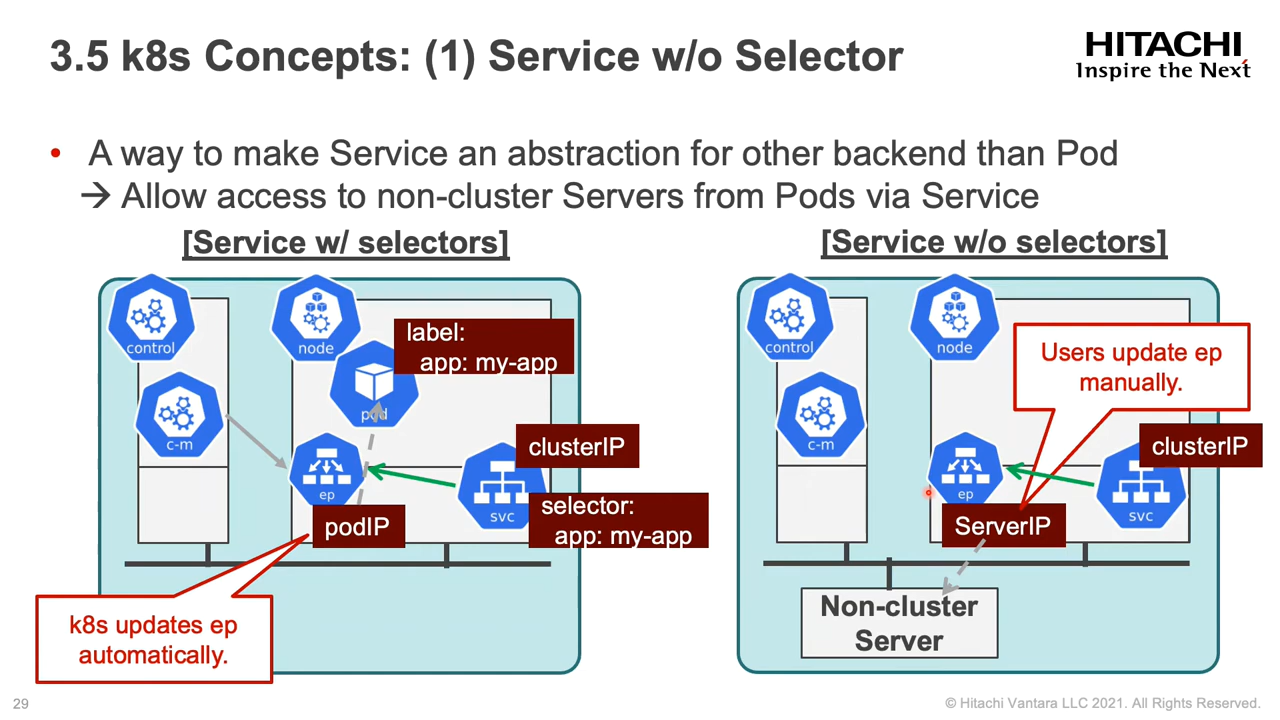 3.5 k8s Concepts: (1) Service w/o Selector
HITACHI
Inspire the Next
• A way to make Service an abstraction for other backend than Pod
→ Allow access to non-cluster Servers from Pods via Service
[Service w/ selectors]
control
node
label:
app: my-app
pod
c-m
clusterIP
ep
svc
selector:
app: my-app
podIP
k8s updates ep
automatically.
[Service w/o selectors]
control
node
Users update ep
manually.
c-m
clusterIP
ep
svc
ServerIP
Non-cluster
Server
29
© Hitachi Vantara LLC 2021. All Rights Reserved.